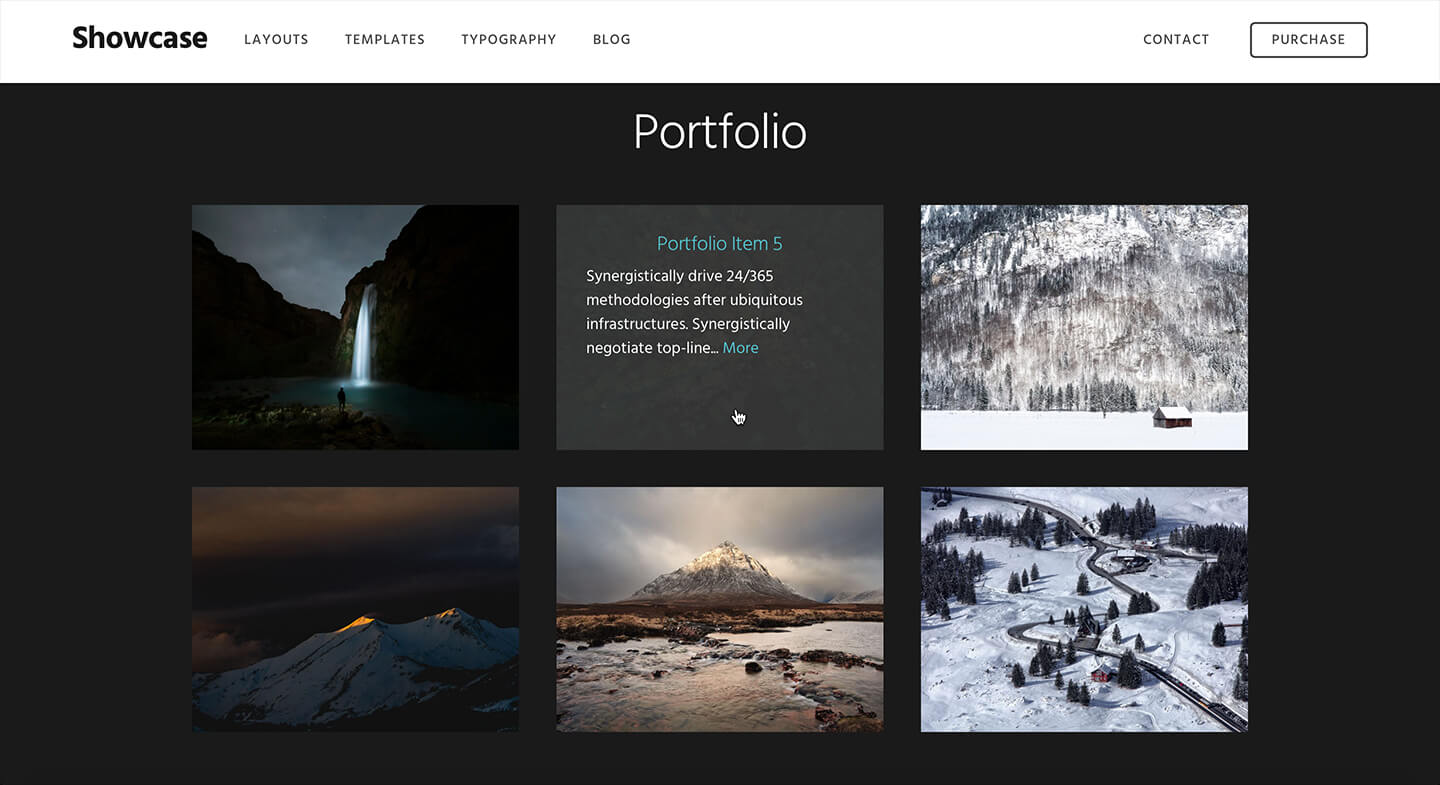 Showcase LAYOUTS TEMPLATES TYPOGRAPHY BLOG CONTACT PURCHASE
Portfolio
Portfolio Item 5
Synergistically drive 24/365
methodologies after ubiquitous
infrastructures. Synergistically
negotiate top-line... More